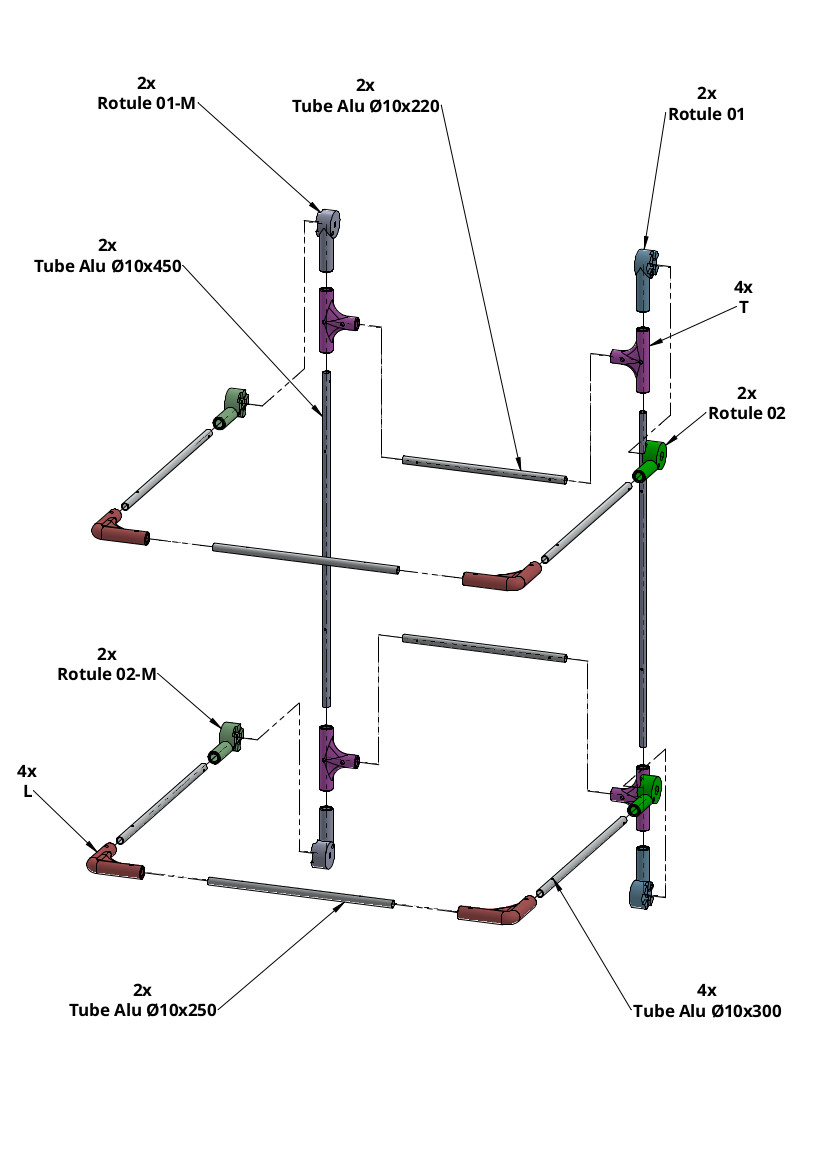 2x
Rotule 01-M
2x
Tube Alu Ø10x220
2x
Rotule 01
2x
Tube Alu Ø10x450
4x
T
2x
Rotule 02
2x
Rotule 02-M
4x
L
2x
Tube Alu Ø10x250
4x
Tube Alu Ø10x300